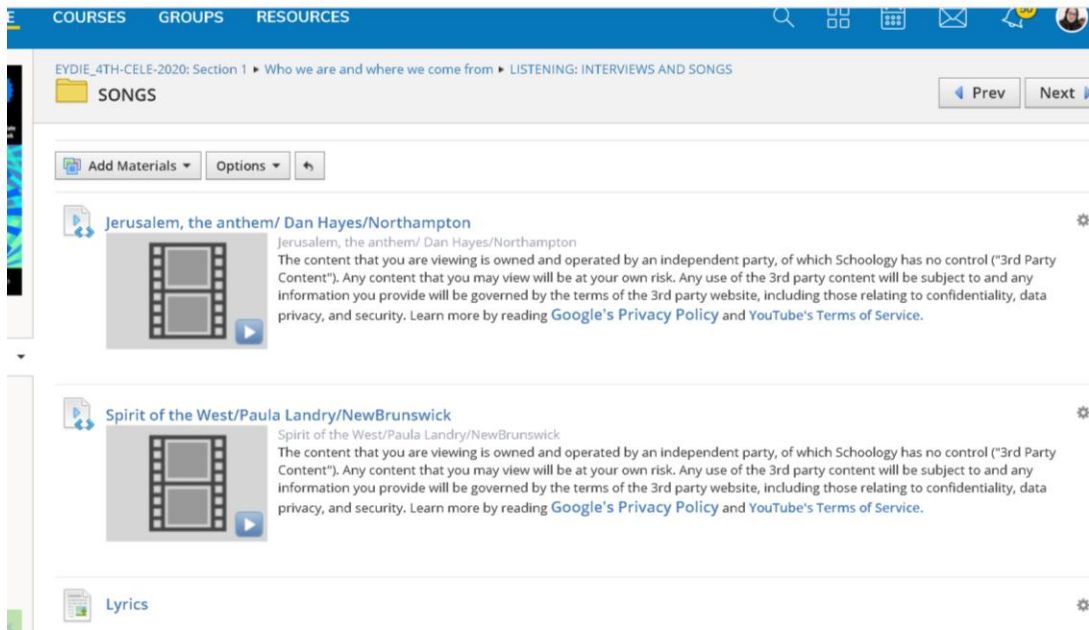 COURSES GROUPS RESOURCES
EYDIE_4TH-CELE-2020: Section 1 ▸ Who we are and where we come from ▸ LISTENING: INTERVIEWS AND SONGS
SONGS
Prev Next
Add Materials Options
Jerusalem, the anthem/ Dan Hayes/Northampton
Jerusalem, the anthem/ Dan Hayes/Northampton
The content that you are viewing is owned and operated by an independent party, of which Schoology has no control ("3rd Party
Content"). Any content that you may view will be at your own risk. Any use of the 3rd party content will be subject to and any
information you provide will be governed by the terms of the 3rd party website, including those relating to confidentiality, data
privacy, and security. Learn more by reading Google's Privacy Policy and YouTube's Terms of Service.
Spirit of the West/Paula Landry/NewBrunswick
Spirit of the West/Paula Landry/NewBrunswick
The content that you are viewing is owned and operated by an independent party, of which Schoology has no control ("3rd Party
Content"). Any content that you may view will be at your own risk. Any use of the 3rd party content will be subject to and any
information you provide will be governed by the terms of the 3rd party website, including those relating to confidentiality, data
privacy, and security. Learn more by reading Google's Privacy Policy and YouTube's Terms of Service.
Lyrics